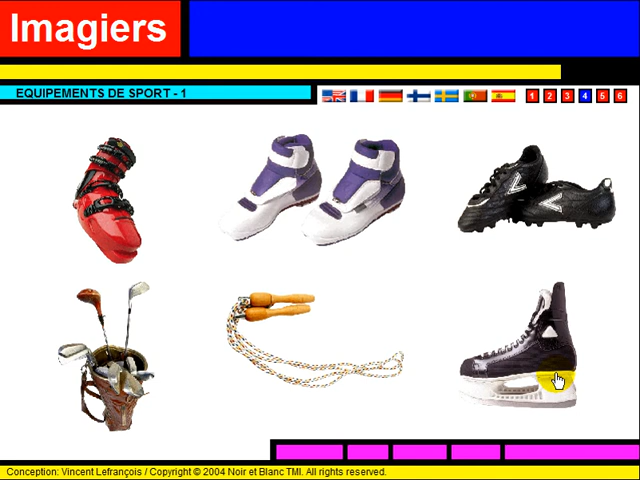 Imagiers
EQUIPEMENTS DE SPORT - 1
1 2 3 4 5 6
Conception: Vincent Lefrançois / Copyright © 2004 Noir et Blanc TMI. All rights reserved.